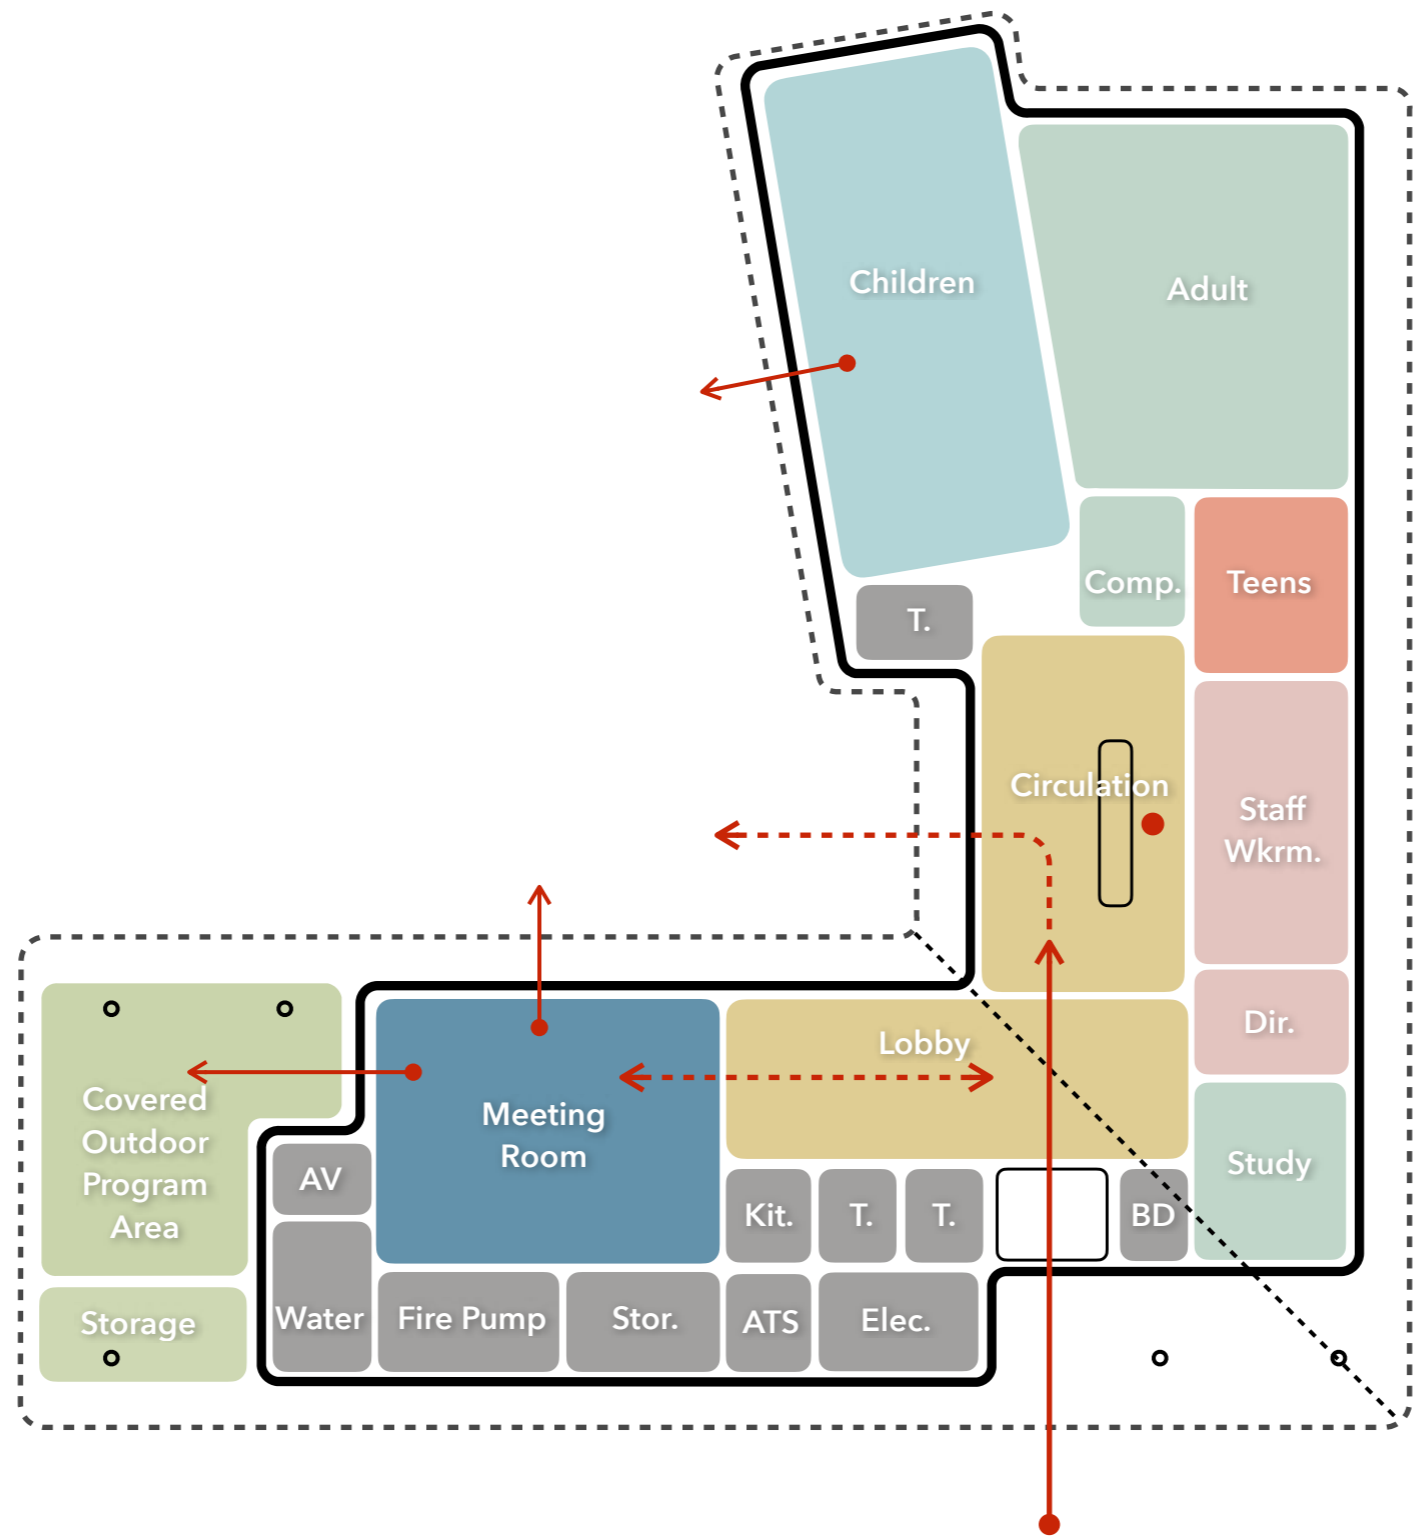 Children
Adult
Comp.
Teens
T.
Circulation
Staff
Wkrm.
Dir.
Lobby
Covered
Outdoor
Program
Area
Meeting
Room
Study
AV
Kit.
T.
T.
BD
Storage
Water
Fire Pump
Stor.
ATS
Elec.